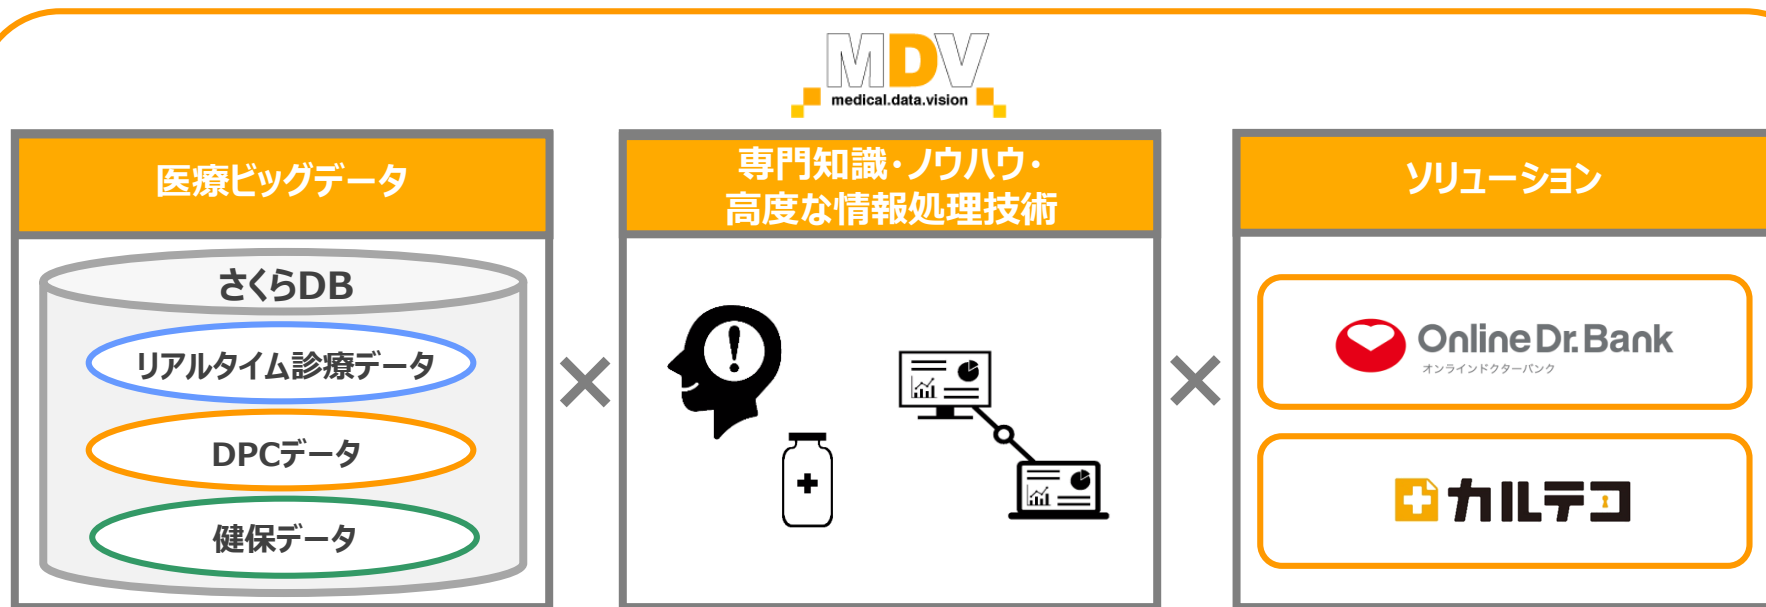 MDV
medical.data.vision
医療ビッグデータ
さくらDB
リアルタイム診療データ
DPCデータ
健保データ
×
専門知識・ノウハウ・
高度な情報処理技術
×
ソリューション
Online Dr. Bank
オンラインドクターバンク
カルテコ